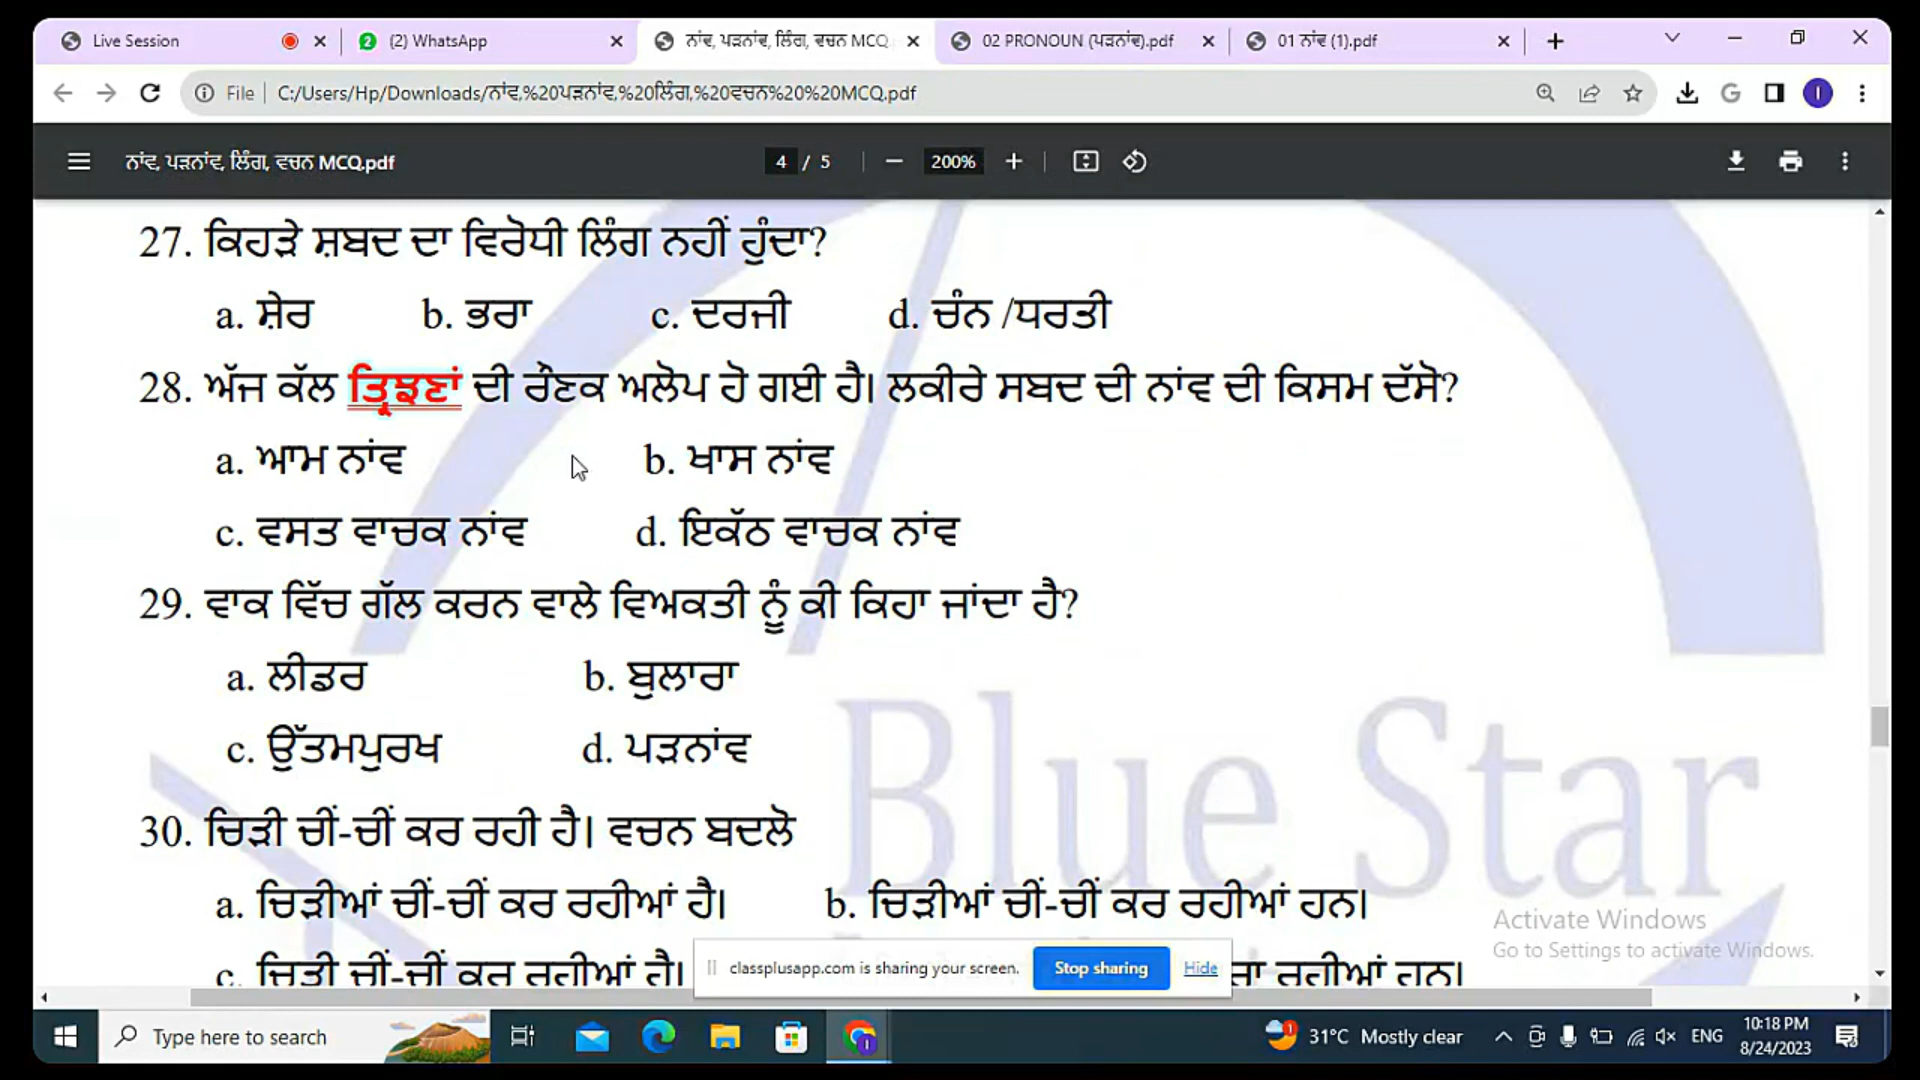 Live Session
(2) WhatsApp
ਨਾਂਵ, ਪੜਨਾਂਵ, ਲਿੰਗ, ਵਚਨ MCQ
02 PRONOUN (ਪੜਨਾਂਵ).pdf
01 ਨਾਂਵ (1).pdf
File C:/Users/Hp/Downloads/ਨਾਂਵ,%20ਪੜਨਾਂਵ,%20ਲਿੰਗ,%20ਵਚਨ%20%20MCQ.pdf
ਨਾਂਵ, ਪੜਨਾਂਵ, ਲਿੰਗ, ਵਚਨ MCQ.pdf
4 / 5
200%
27. ਕਿਹੜੇ ਸ਼ਬਦ ਦਾ ਵਿਰੋਧੀ ਲਿੰਗ ਨਹੀਂ ਹੁੰਦਾ?
a. ਸ਼ੇਰ b. ਭਰਾ c. ਦਰਜੀ d. ਚੰਨ /ਧਰਤੀ
28. ਅੱਜ ਕੱਲ ਤ੍ਰਿਝਣਾਂ ਦੀ ਰੌਣਕ ਅਲੋਪ ਹੋ ਗਈ ਹੈ। ਲਕੀਰੇ ਸਬਦ ਦੀ ਨਾਂਵ ਦੀ ਕਿਸਮ ਦੱਸੋ?
a. ਆਮ ਨਾਂਵ b. ਖਾਸ ਨਾਂਵ
c. ਵਸਤ ਵਾਚਕ ਨਾਂਵ d. ਇਕੱਠ ਵਾਚਕ ਨਾਂਵ
29. ਵਾਕ ਵਿੱਚ ਗੱਲ ਕਰਨ ਵਾਲੇ ਵਿਅਕਤੀ ਨੂੰ ਕੀ ਕਿਹਾ ਜਾਂਦਾ ਹੈ?
a. ਲੀਡਰ b. ਬੁਲਾਰਾ
c. ਉੱਤਮਪੁਰਖ d. ਪੜਨਾਂਵ
30. ਚਿੜੀ ਚੀਂ-ਚੀਂ ਕਰ ਰਹੀ ਹੈ। ਵਚਨ ਬਦਲੋ
a. ਚਿੜੀਆਂ ਚੀਂ-ਚੀਂ ਕਰ ਰਹੀਆਂ ਹੈ। b. ਚਿੜੀਆਂ ਚੀਂ-ਚੀਂ ਕਰ ਰਹੀਆਂ ਹਨ।
c. ਚਿੜੀ ਚੀਂ-ਚੀਂ ਕਰ ਰਹੀਆਂ ਹੈ। ਰਹੀਆਂ ਹਨ।
Blue Star
Activate Windows
Go to Settings to activate Windows.
classplusapp.com is sharing your screen. Stop sharing Hide
Type here to search
31°C Mostly clear
ENG
10:18 PM
8/24/2023